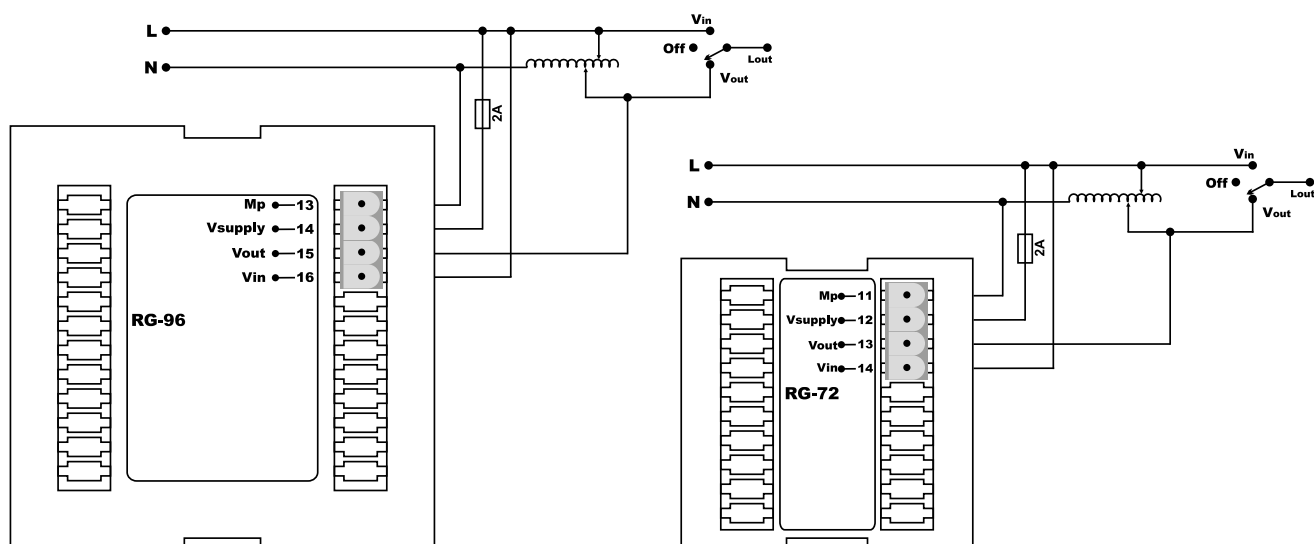 Vin
L
Off
Lout
N
Vout
2A
Mp 13
Vsupply 14
Vout 15
Vin 16
RG-96
Vin
L
Off
Lout
N
Vout
2A
Mp 11
Vsupply 12
Vout 13
Vin 14
RG-72